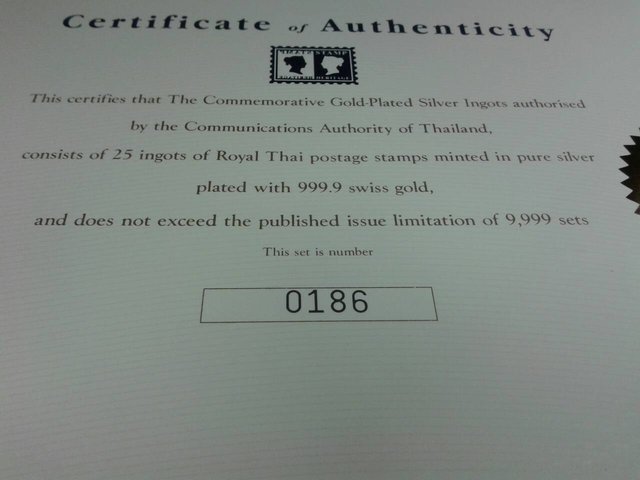 Certificate of Authenticity
STAMP
HERITAGE
This certifies that The Commemorative Gold-Plated Silver Ingots authorised
by the Communications Authority of Thailand,
consists of 25 ingots of Royal Thai postage stamps minted in pure silver
plated with 999.9 swiss gold,
and does not exceed the published issue limitation of 9,999 sets
This set is number
0186